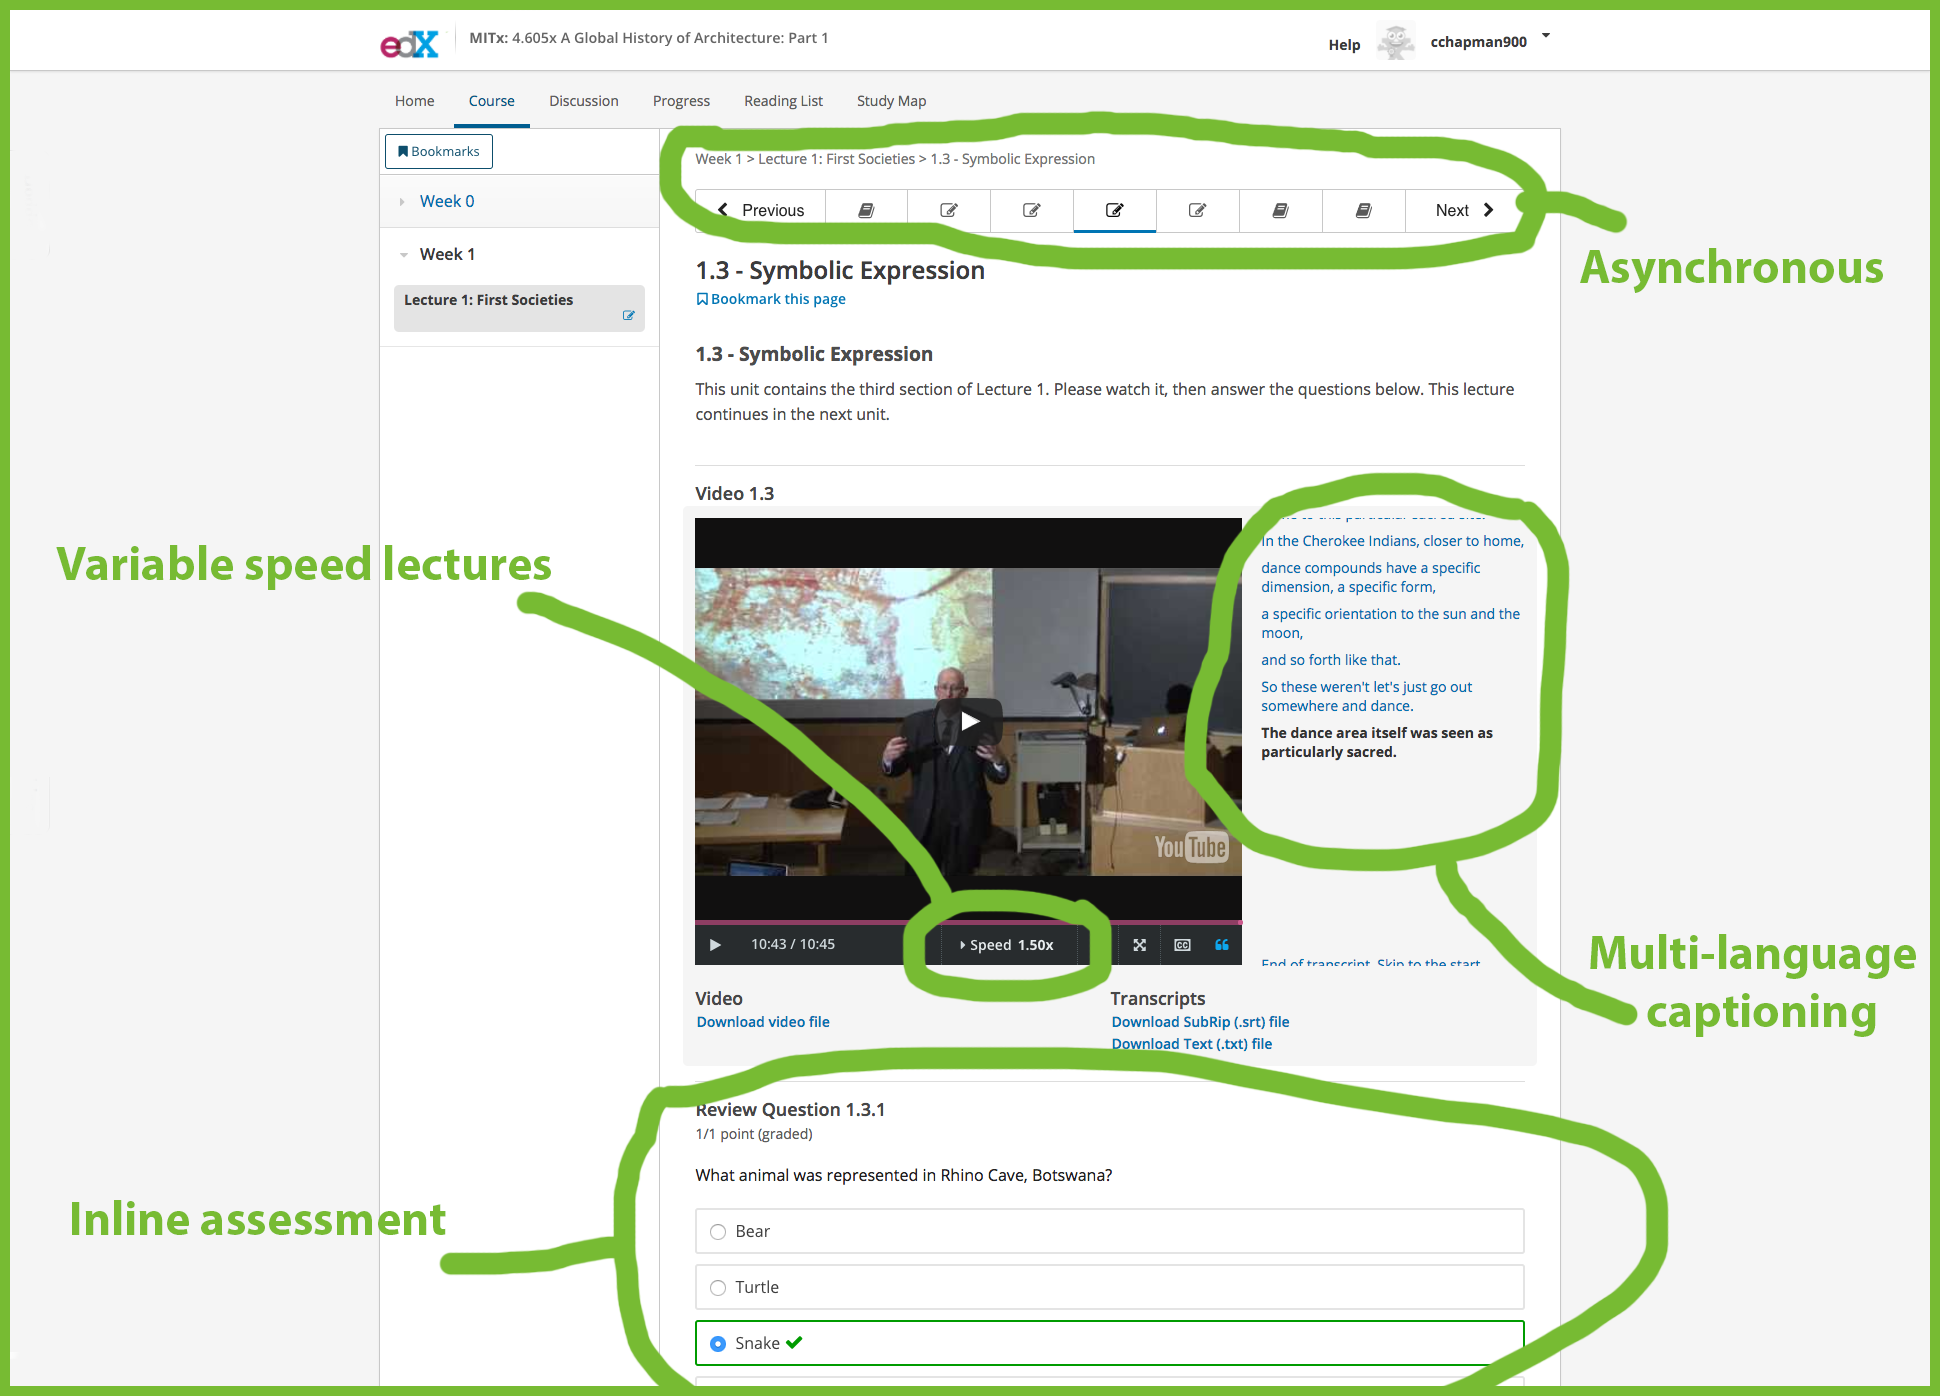 edX
MITx: 4.605x A Global History of Architecture: Part 1
Help
cchapman900
Home
Course
Discussion
Progress
Reading List
Study Map
Bookmarks
Week 0
Week 1
Lecture 1: First Societies
Week 1 > Lecture 1: First Societies > 1.3 - Symbolic Expression
Previous
Next
Asynchronous
1.3 - Symbolic Expression
Bookmark this page
1.3 - Symbolic Expression
This unit contains the third section of Lecture 1. Please watch it, then answer the questions below. This lecture
continues in the next unit.
Video 1.3
Variable speed lectures
to this particular sacred site.
In the Cherokee Indians, closer to home,
dance compounds have a specific
dimension, a specific form,
a specific orientation to the sun and the
moon,
and so forth like that.
So these weren't let's just go out
somewhere and dance.
The dance area itself was seen as
particularly sacred.
YouTube
10:43 / 10:45
Speed 1.50x
CC
End of transcript. Skip to the start.
Multi-language
captioning
Video
Download video file
Transcripts
Download SubRip (.srt) file
Download Text (.txt) file
Inline assessment
Review Question 1.3.1
1/1 point (graded)
What animal was represented in Rhino Cave, Botswana?
Bear
Turtle
Snake